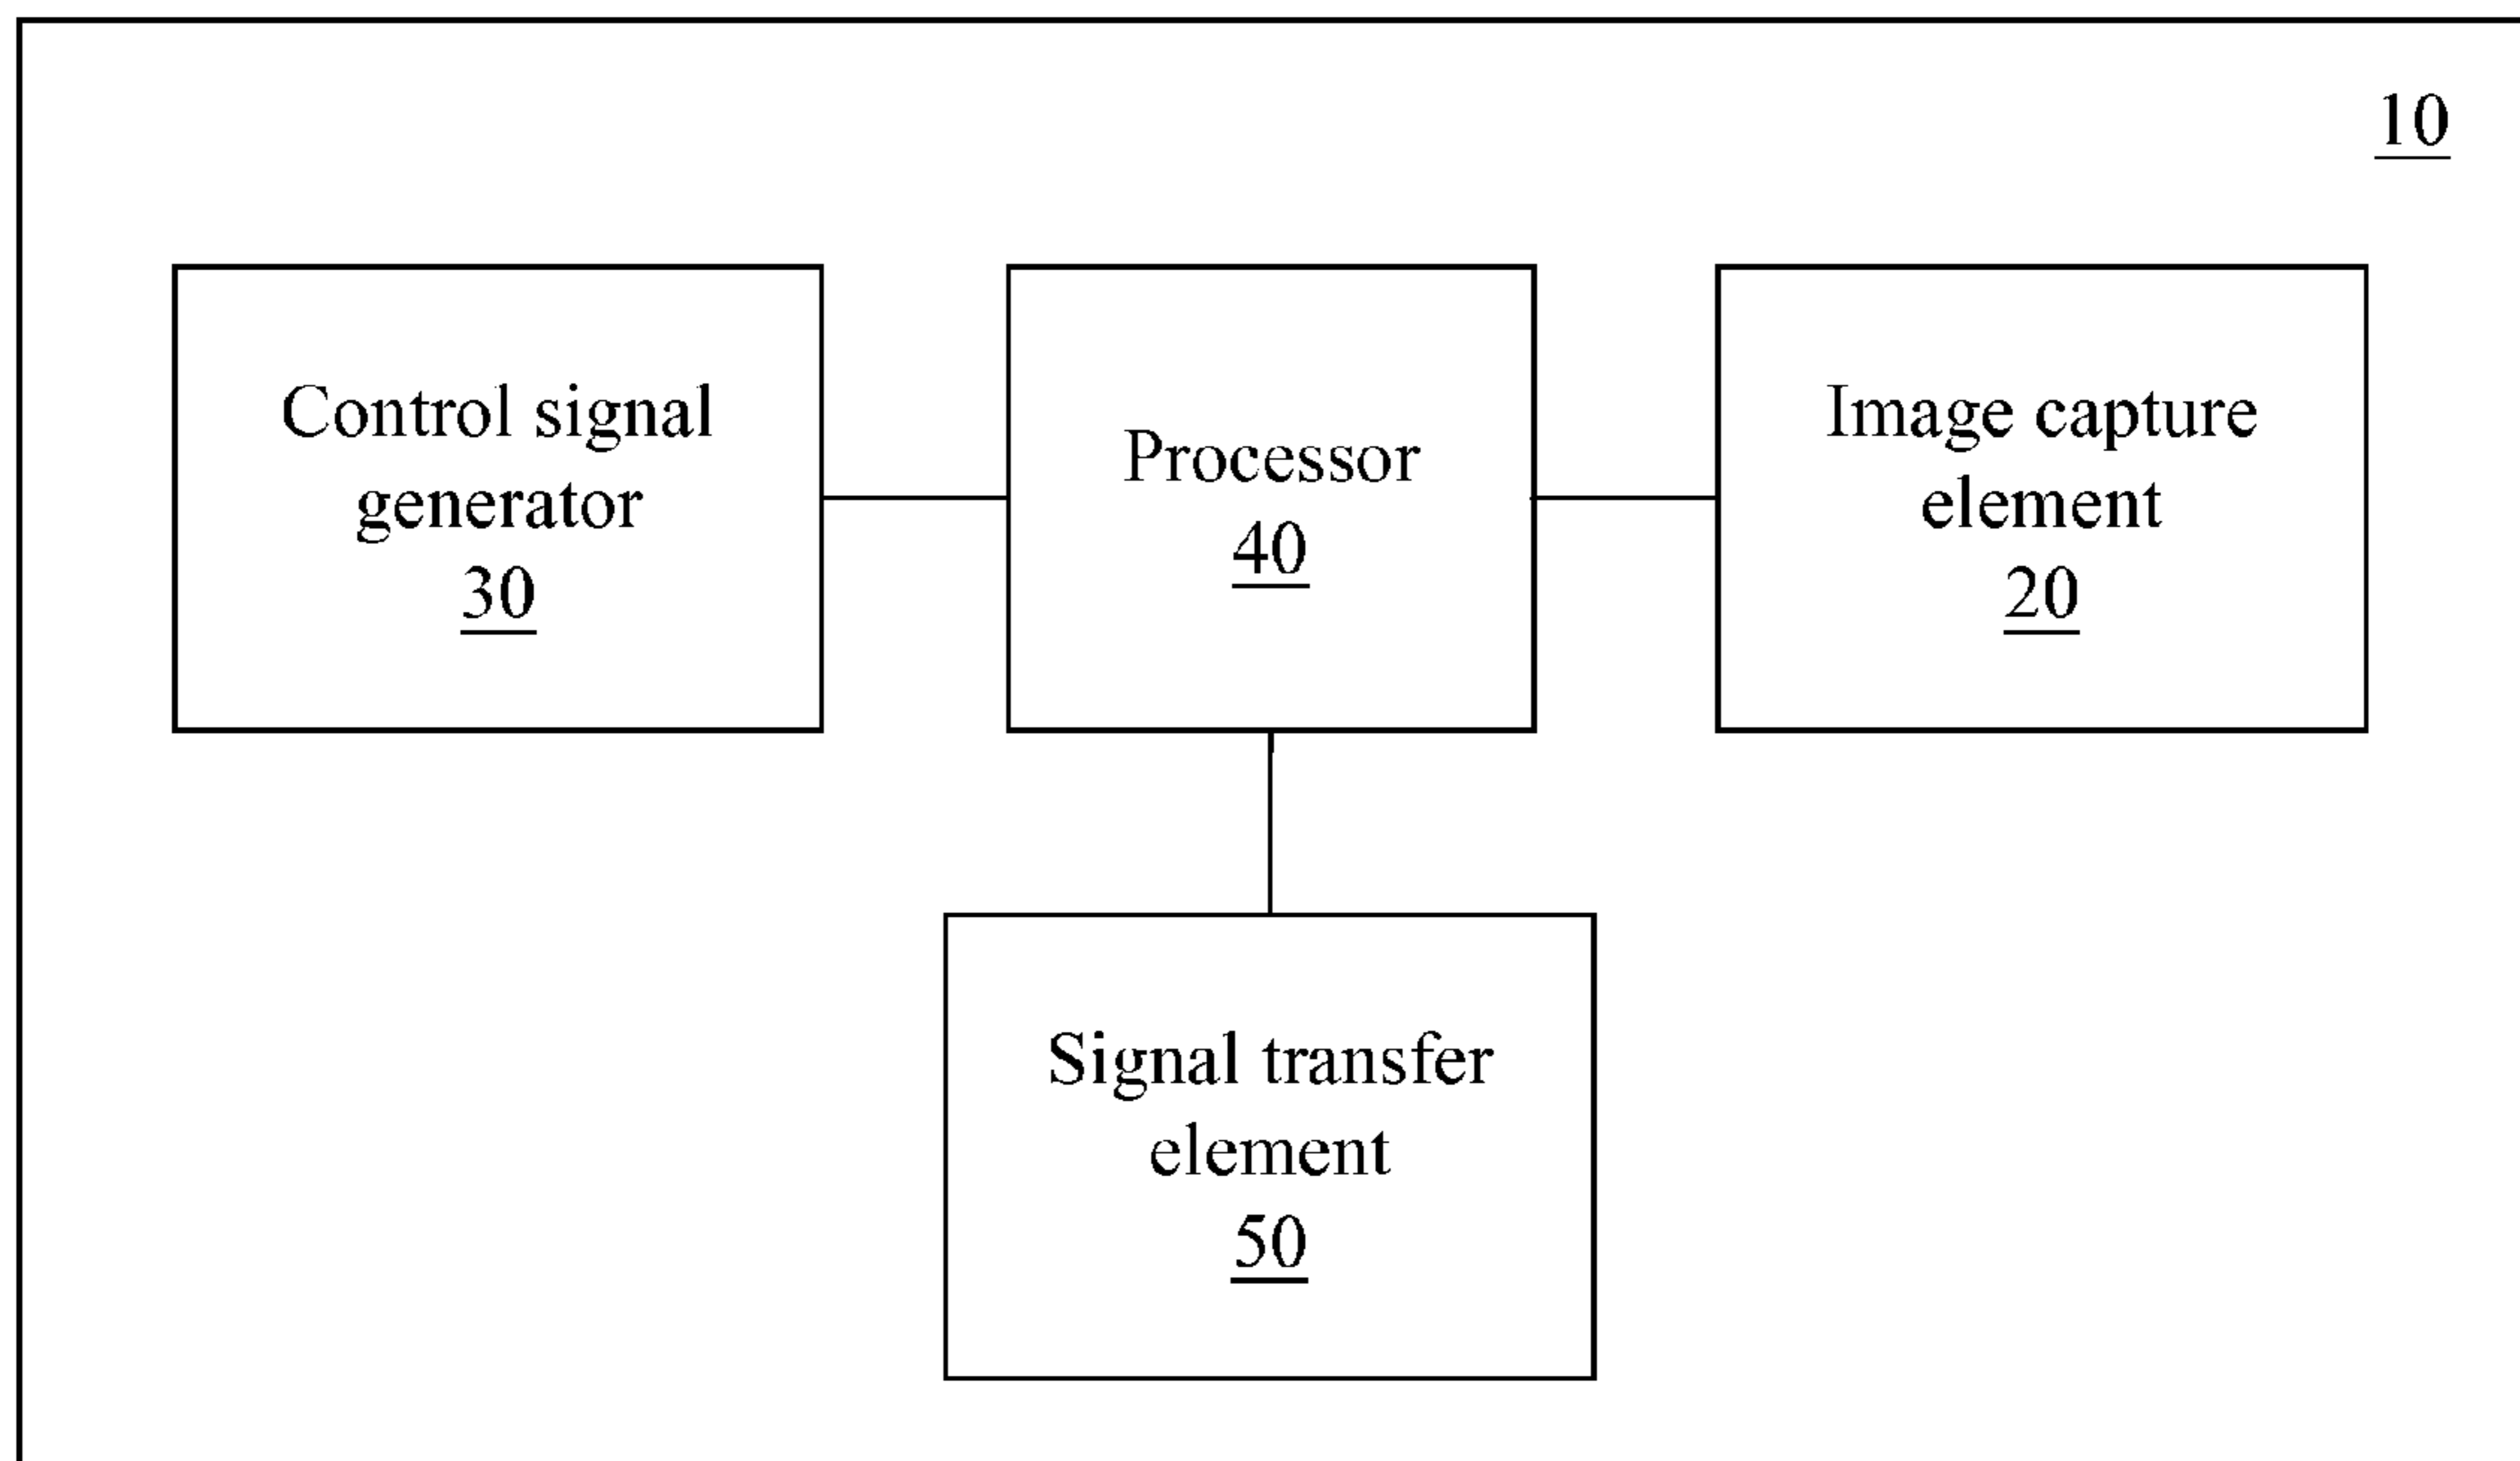 10
Control signal
generator
30
Processor
40
Image capture
element
20
Signal transfer
element
50